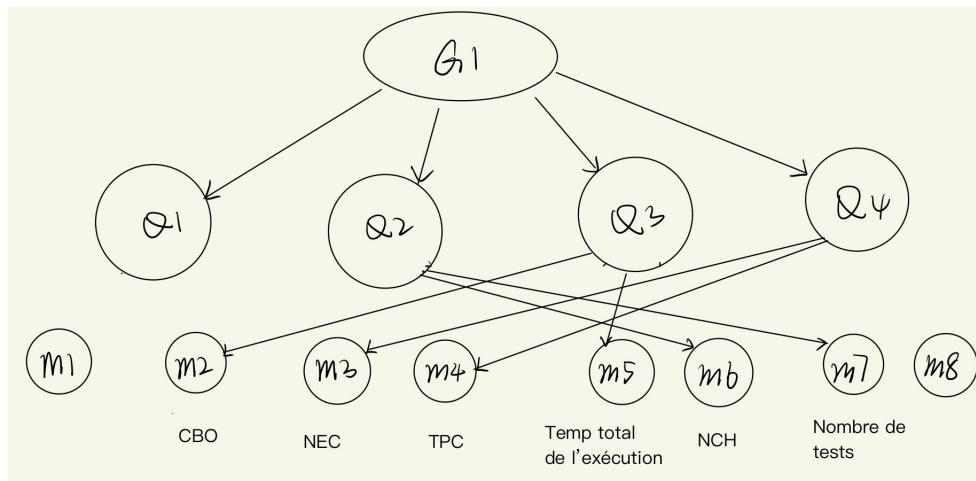 G1
Q1
Q2
Q3
Q4
m1
m2
m3
m4
m5
m6
m7
m8
CBO
NEC
TPC
Temp total
de l'exécution
NCH
Nombre de
tests